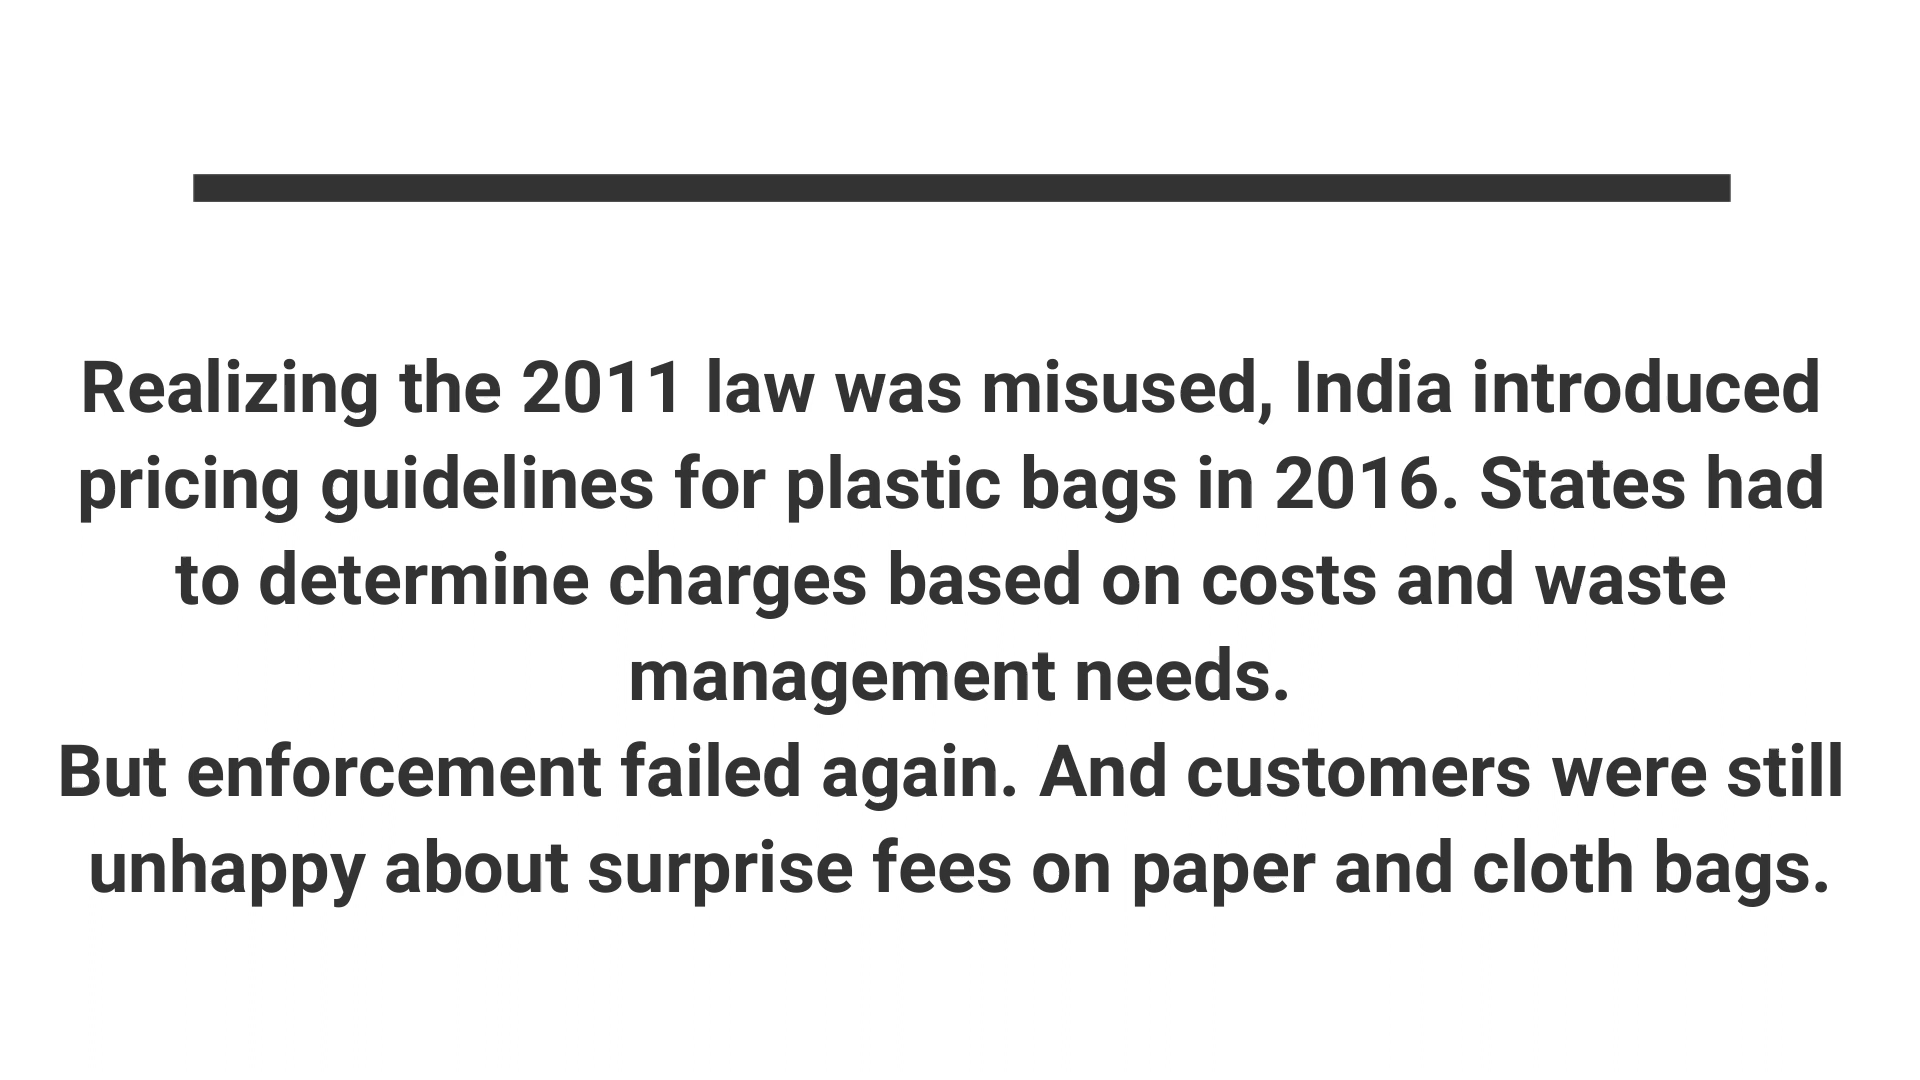 Realizing the 2011 law was misused, India introduced
pricing guidelines for plastic bags in 2016. States had
to determine charges based on costs and waste
management needs.
But enforcement failed again. And customers were still
unhappy about surprise fees on paper and cloth bags.